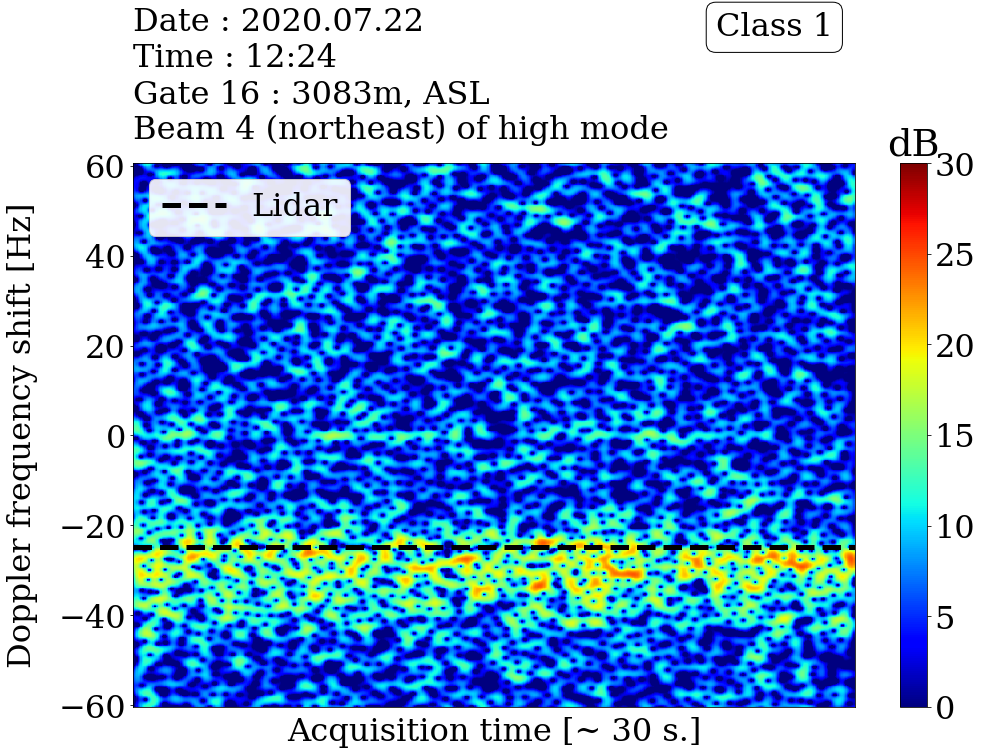 Date : 2020.07.22
Time : 12:24
Gate 16 : 3083m, ASL
Beam 4 (northeast) of high mode
Class 1
dB
Lidar
Doppler frequency shift [Hz]
60
40
20
0
−20
−40
−60
30
25
20
15
10
5
0
Acquisition time [~ 30 s.]